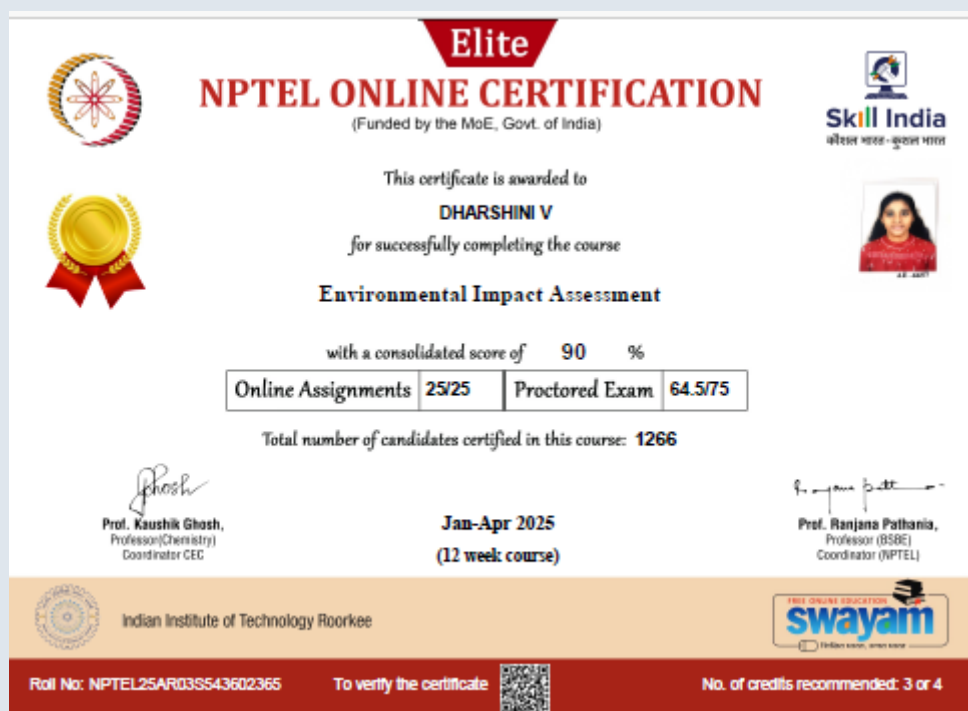 Elite
NPTEL ONLINE CERTIFICATION
(Funded by the MoE, Govt. of India)
Skill India
कौशल भारत - कुशल भारत
This certificate is awarded to
DHARSHINI V
for successfully completing the course
Environmental Impact Assessment
with a consolidated score of 90 %
Online Assignments 25/25 Proctored Exam 64.5/75
Total number of candidates certified in this course: 1266
Prof. Kaushik Ghosh,
Professor(Chemistry)
Coordinator CEC
Jan-Apr 2025
(12 week course)
Prof. Ranjana Pathania,
Professor (BSBE)
Coordinator (NPTEL)
Indian Institute of Technology Roorkee
FREE ONLINE EDUCATION
swayam
Roll No: NPTEL25AR03S543602365 To verify the certificate No. of credits recommended: 3 or 4